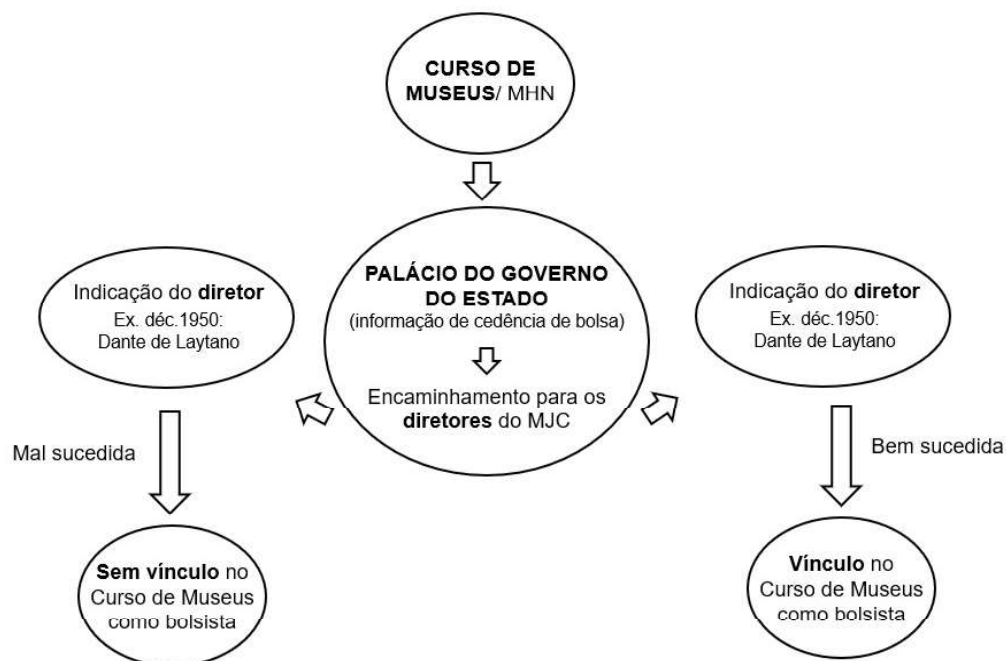 CURSO DE
MUSEUS/ MHN
PALÁCIO DO GOVERNO
DO ESTADO
(informação de cedência de bolsa)
Encaminhamento para os
diretores do MJC
Indicação do diretor
Ex. déc.1950:
Dante de Laytano
Indicação do diretor
Ex. déc.1950:
Dante de Laytano
Mal sucedida
Bem sucedida
Sem vínculo no
Curso de Museus
como bolsista
Vínculo no
Curso de Museus
como bolsista